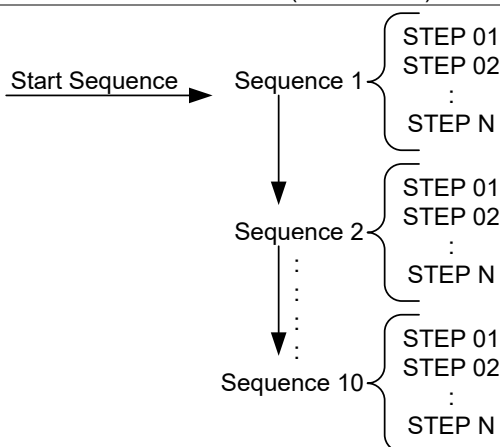 STEP 01
STEP 02
Start Sequence
Sequence 1
:
STEP N
STEP 01
STEP 02
Sequence 2
:
STEP N
:
:
:
:
STEP 01
STEP 02
Sequence 10
:
STEP N